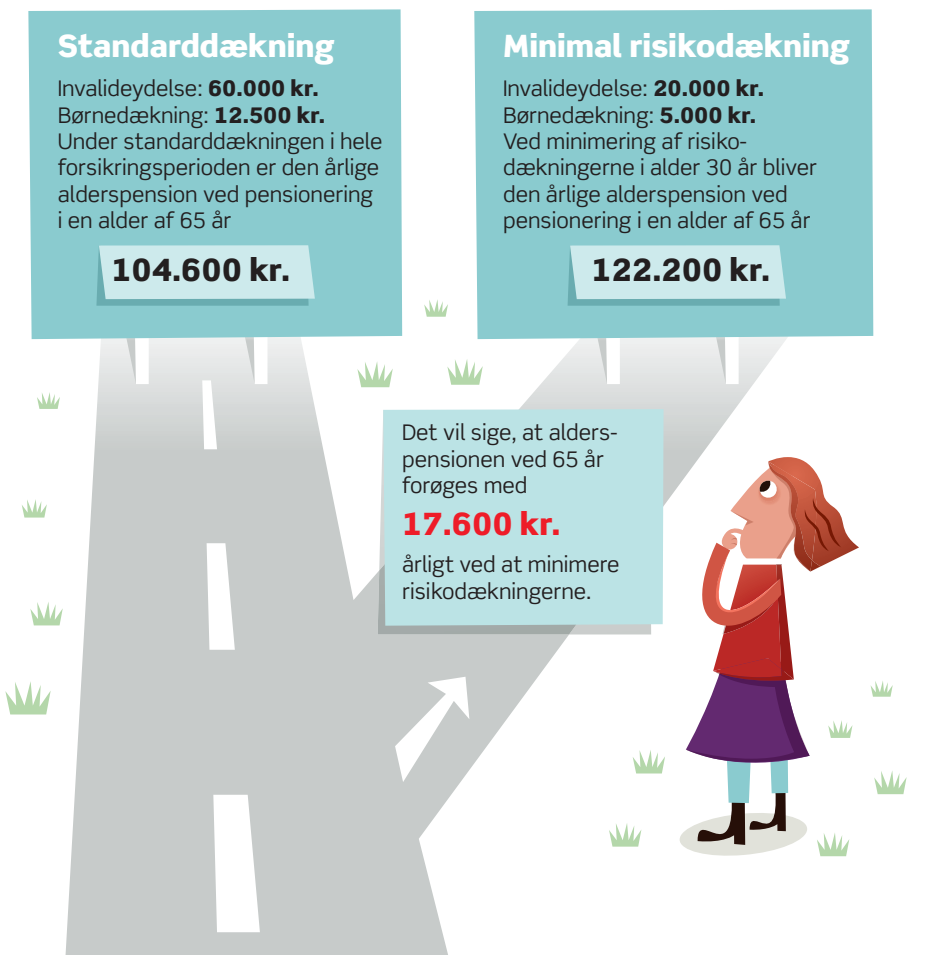 Standarddækning
Invalideydelse: 60.000 kr.
Børnedækning: 12.500 kr.
Under standarddækningen i hele
forsikringsperioden er den årlige
alderspension ved pensionering
i en alder af 65 år
104.600 kr.
Minimal risikodækning
Invalideydelse: 20.000 kr.
Børnedækning: 5.000 kr.
Ved minimering af risiko-
dækningerne i alder 30 år bliver
den årlige alderspension ved
pensionering i en alder af 65 år
122.200 kr.
Det vil sige, at alders-
pensionen ved 65 år
forøges med
17.600 kr.
årligt ved at minimere
risikodækningerne.